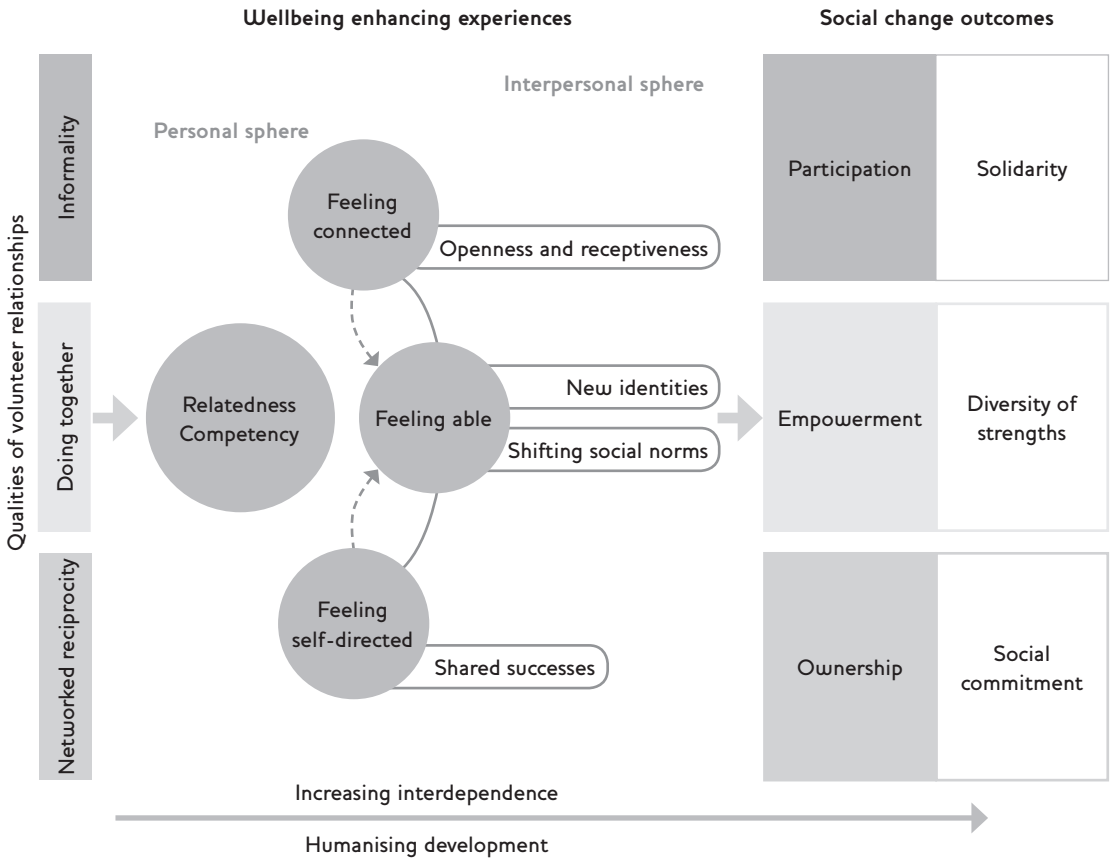 Wellbeing enhancing experiences
Social change outcomes
Qualities of volunteer relationships
Informality
Doing together
Networked reciprocity
Personal sphere
Interpersonal sphere
Feeling
connected
Openness and receptiveness
Relatedness
Competency
Feeling able
New identities
Shifting social norms
Feeling
self-directed
Shared successes
Participation
Solidarity
Empowerment
Diversity of
strengths
Ownership
Social
commitment
Increasing interdependence
Humanising development